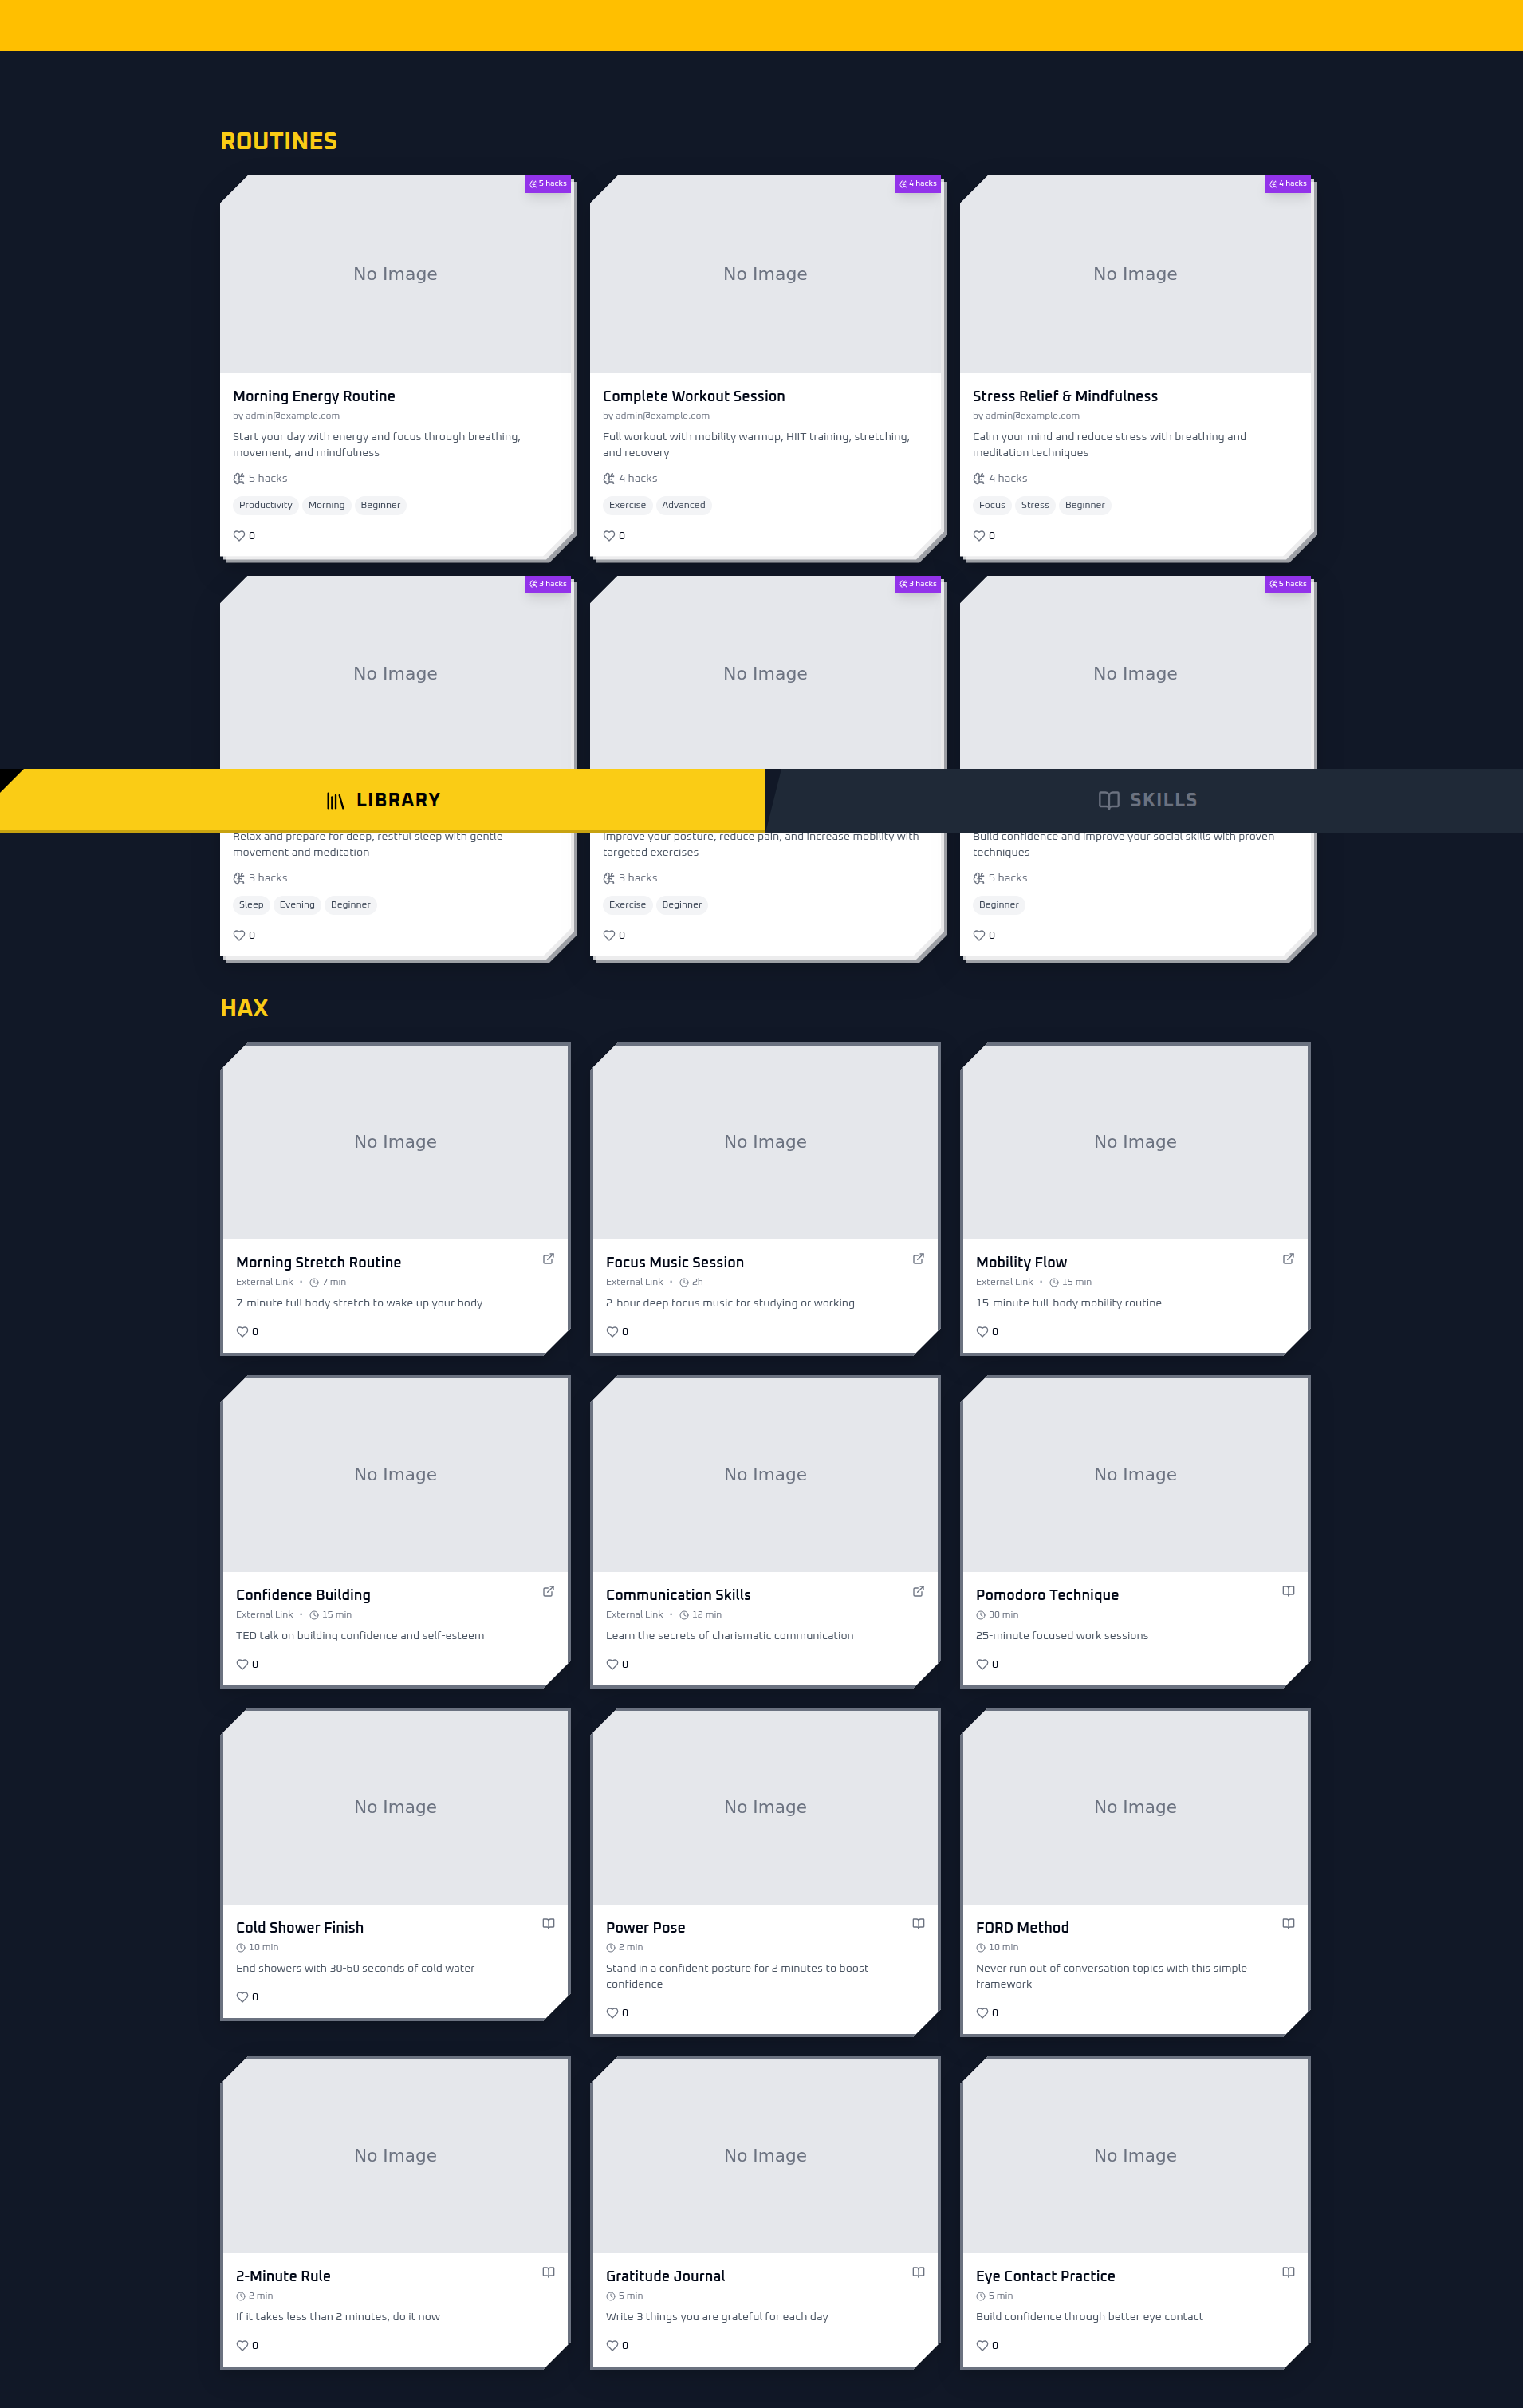 ROUTINES
5 hacks
No Image
Morning Energy Routine
by admin@example.com
Start your day with energy and focus through breathing,
movement, and mindfulness
5 hacks
Productivity Morning Beginner
0
4 hacks
No Image
Complete Workout Session
by admin@example.com
Full workout with mobility warmup, HIIT training, stretching,
and recovery
4 hacks
Exercise Advanced
0
4 hacks
No Image
Stress Relief & Mindfulness
by admin@example.com
Calm your mind and reduce stress with breathing and
meditation techniques
4 hacks
Focus Stress Beginner
0
3 hacks
No Image
3 hacks
No Image
5 hacks
No Image
LIBRARY
SKILLS
Relax and prepare for deep, restful sleep with gentle
movement and meditation
3 hacks
Sleep Evening Beginner
0
Improve your posture, reduce pain, and increase mobility with
targeted exercises
3 hacks
Exercise Beginner
0
Build confidence and improve your social skills with proven
techniques
5 hacks
Beginner
0
HAX
No Image
Morning Stretch Routine
External Link • 7 min
7-minute full body stretch to wake up your body
0
No Image
Focus Music Session
External Link • 2h
2-hour deep focus music for studying or working
0
No Image
Mobility Flow
External Link • 15 min
15-minute full-body mobility routine
0
No Image
Confidence Building
External Link • 15 min
TED talk on building confidence and self-esteem
0
No Image
Communication Skills
External Link • 12 min
Learn the secrets of charismatic communication
0
No Image
Pomodoro Technique
30 min
25-minute focused work sessions
0
No Image
Cold Shower Finish
10 min
End showers with 30-60 seconds of cold water
0
No Image
Power Pose
2 min
Stand in a confident posture for 2 minutes to boost
confidence
0
No Image
FORD Method
10 min
Never run out of conversation topics with this simple
framework
0
No Image
2-Minute Rule
2 min
If it takes less than 2 minutes, do it now
0
No Image
Gratitude Journal
5 min
Write 3 things you are grateful for each day
0
No Image
Eye Contact Practice
5 min
Build confidence through better eye contact
0